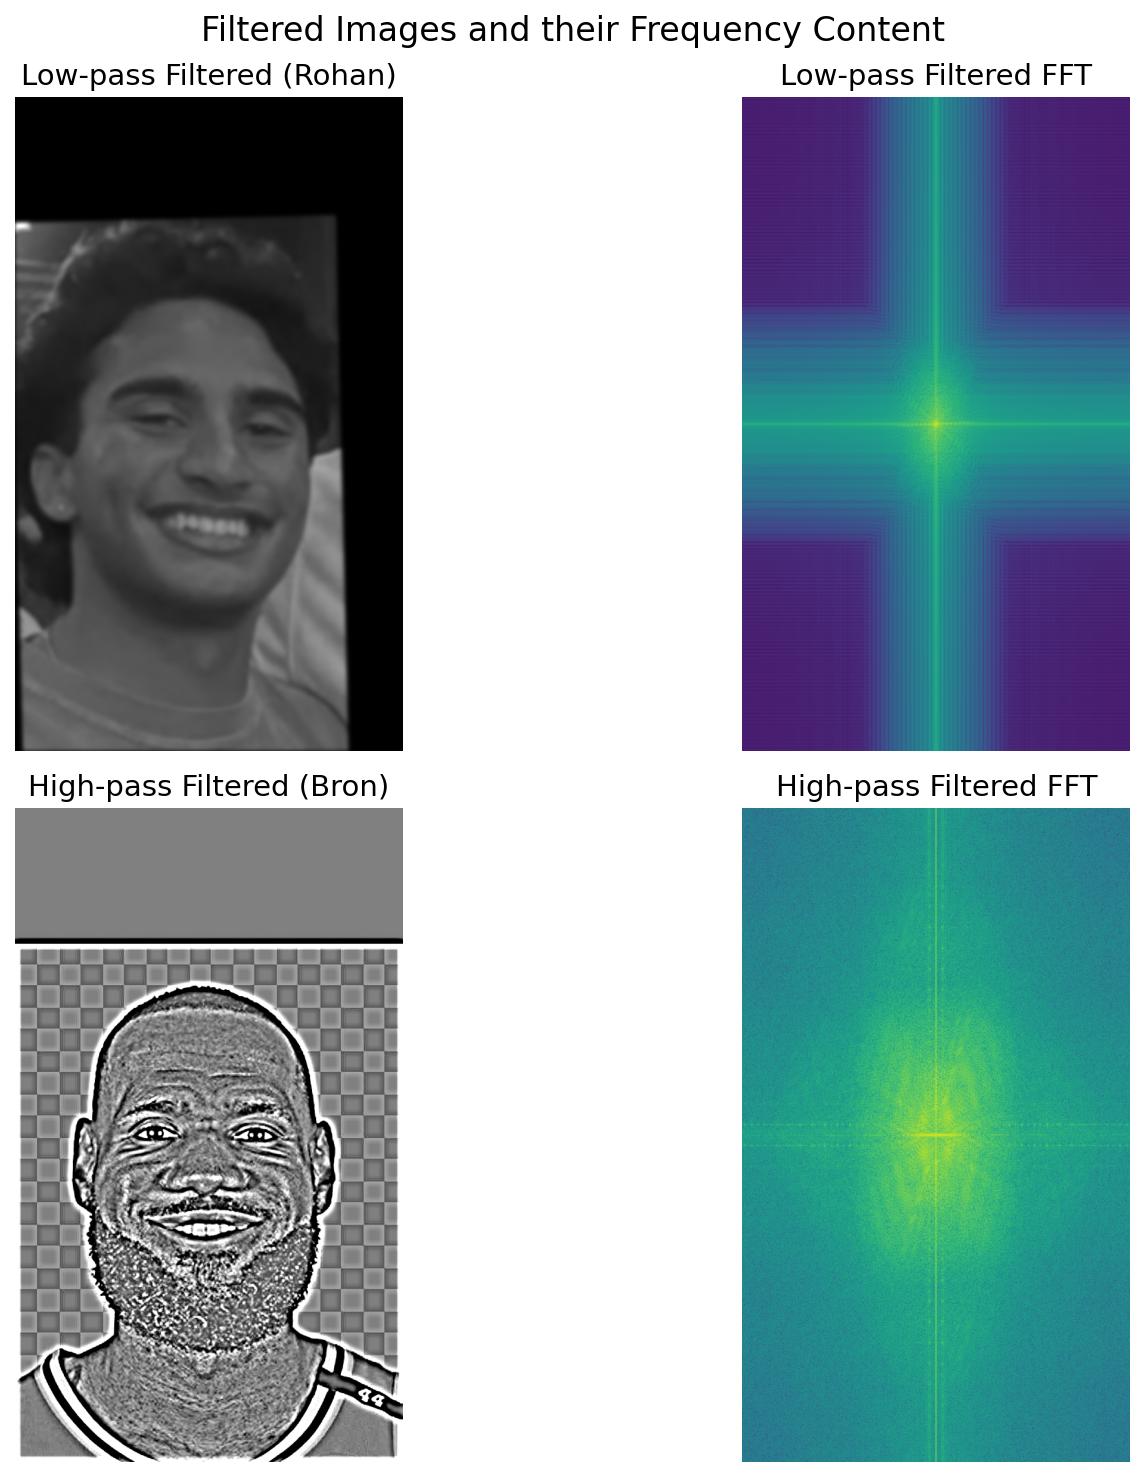 Filtered Images and their Frequency Content
Low-pass Filtered (Rohan)
Low-pass Filtered FFT
High-pass Filtered (Bron)
High-pass Filtered FFT
44